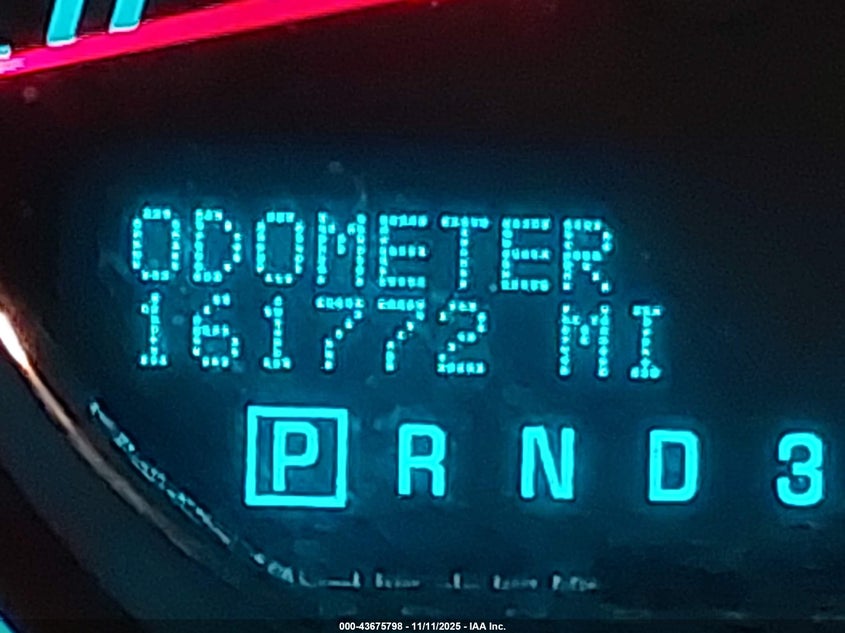 ODOMETER
161772 MI
P R N D 3
000-43675798 - 11/11/2025 - IAA Inc.